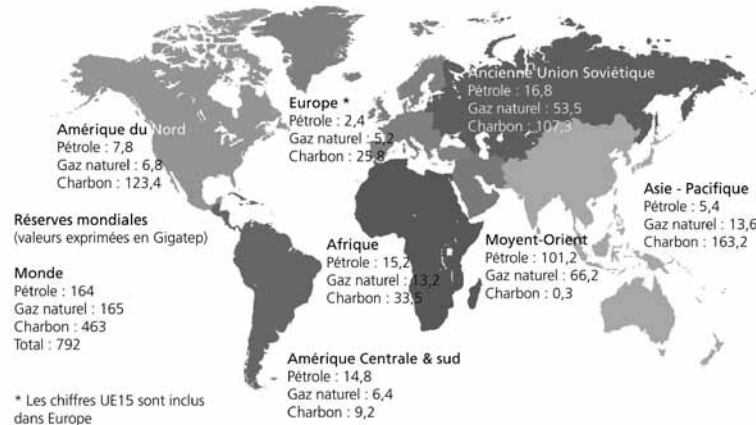 Ancienne Union Soviétique
Pétrole : 16,8
Gaz naturel : 53,5
Charbon : 107,3
Europe *
Pétrole : 2,4
Gaz naturel : 5,2
Charbon : 25,8
Amérique du Nord
Pétrole : 7,8
Gaz naturel : 6,8
Charbon : 123,4
Asie - Pacifique
Pétrole : 5,4
Gaz naturel : 13,6
Charbon : 163,2
Réserves mondiales
(valeurs exprimées en Gigatep)
Afrique
Pétrole : 15,2
Gaz naturel : 13,2
Charbon : 33,5
Moyent-Orient
Pétrole : 101,2
Gaz naturel : 66,2
Charbon : 0,3
Monde
Pétrole : 164
Gaz naturel : 165
Charbon : 463
Total : 792
Amérique Centrale & sud
Pétrole : 14,8
Gaz naturel : 6,4
Charbon : 9,2
* Les chiffres UE15 sont inclus
dans Europe